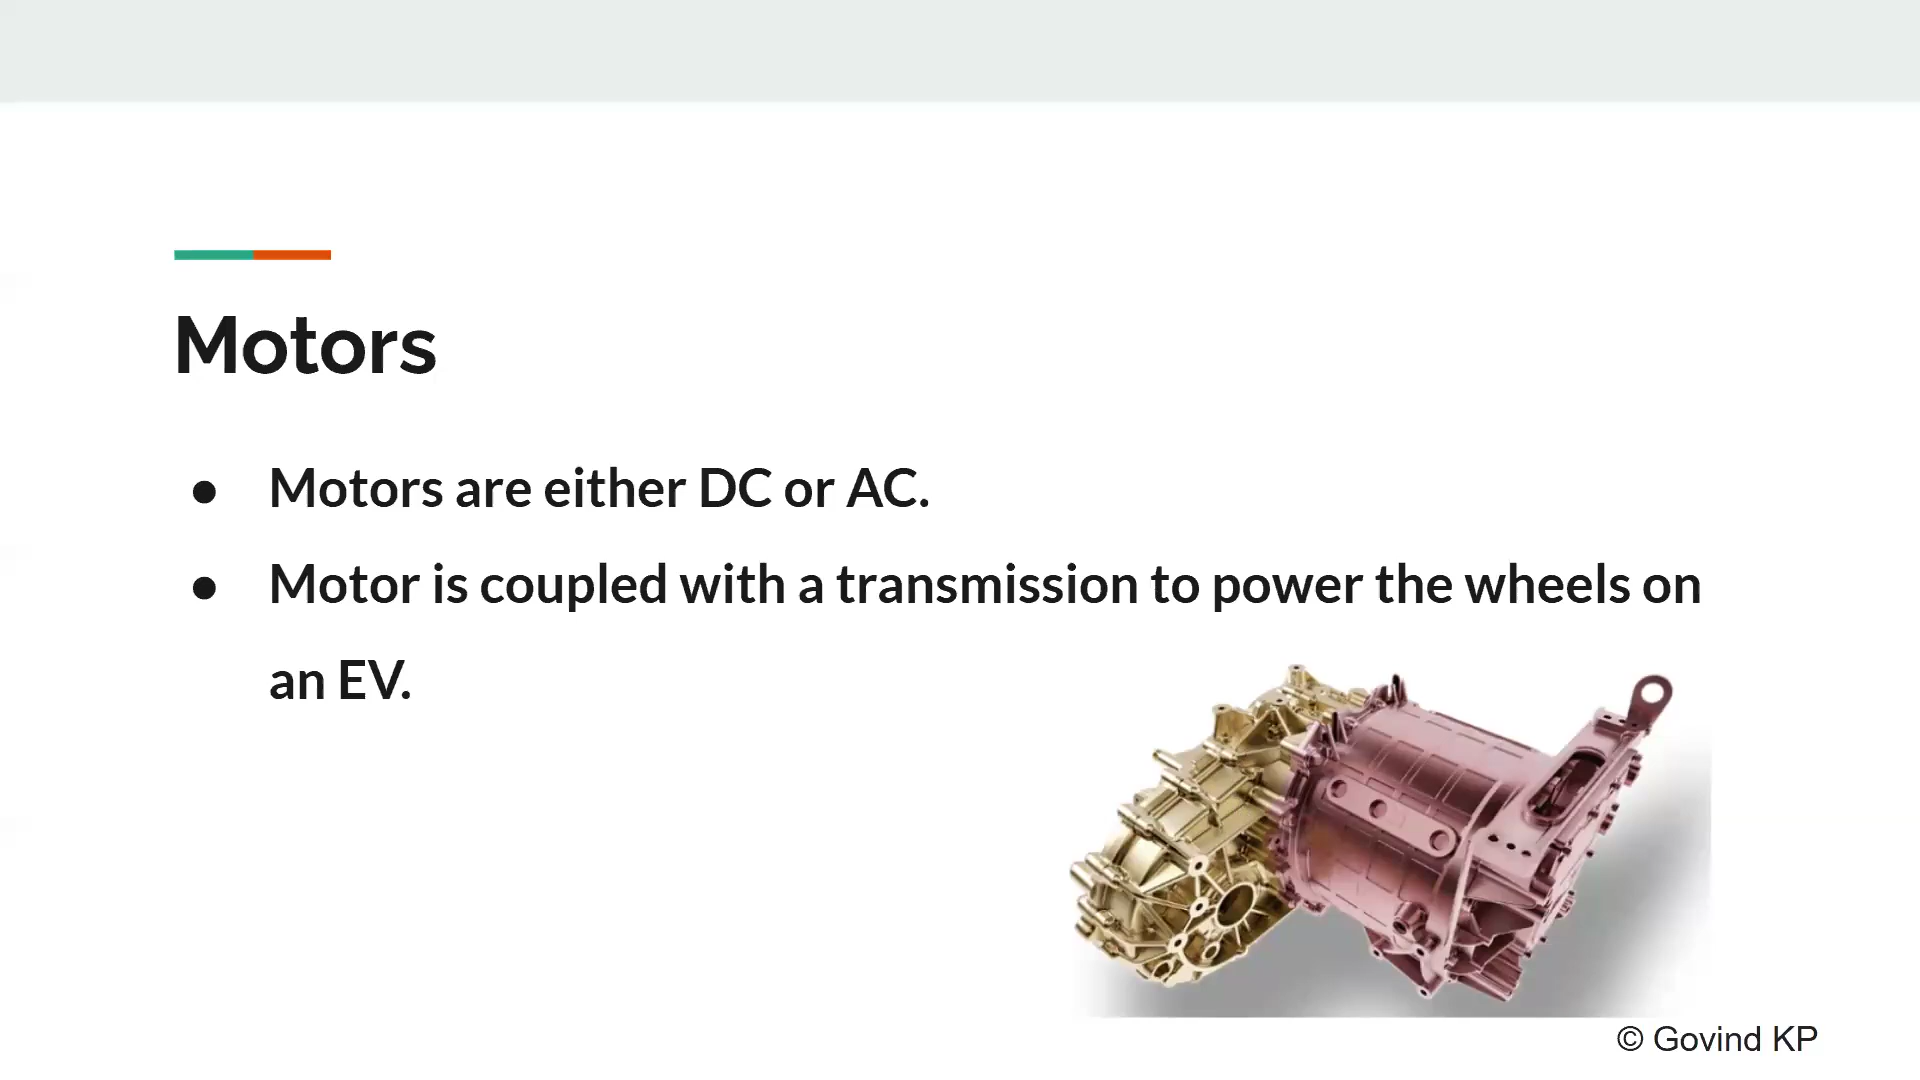 Motors
● Motors are either DC or AC.
● Motor is coupled with a transmission to power the wheels on
an EV.
© Govind KP